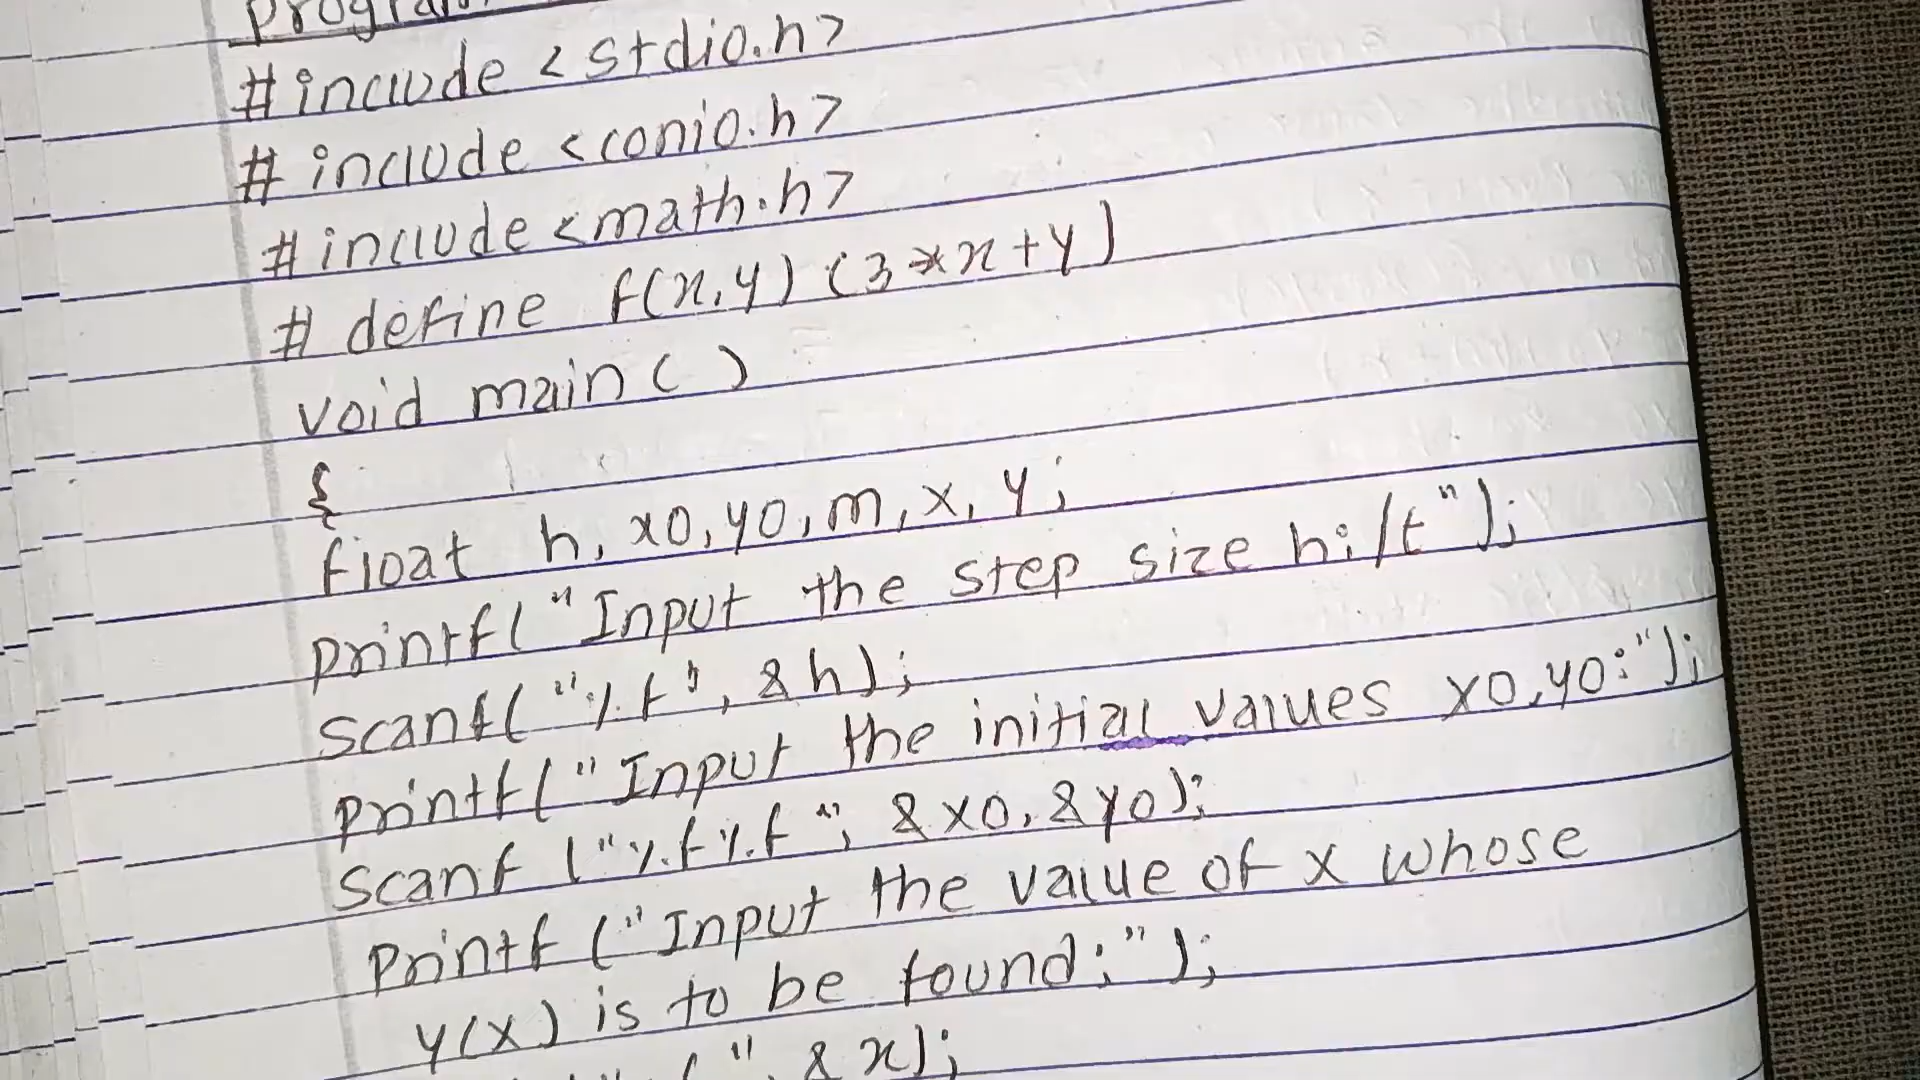 Program
#include <stdio.h>
# include <conio.h>
#include <math.h>
# define f(x,y) (3*x+y)
void main( )
{
float h, x0, y0, m, x, y;
printf("Input the step size h:/t");
scanf("%f", &h);
printf("Input the initial values x0,y0:");
scanf ("%f%f", &x0, &y0);
printf ("Input the value of x whose
y(x) is to be found:");
", &x);